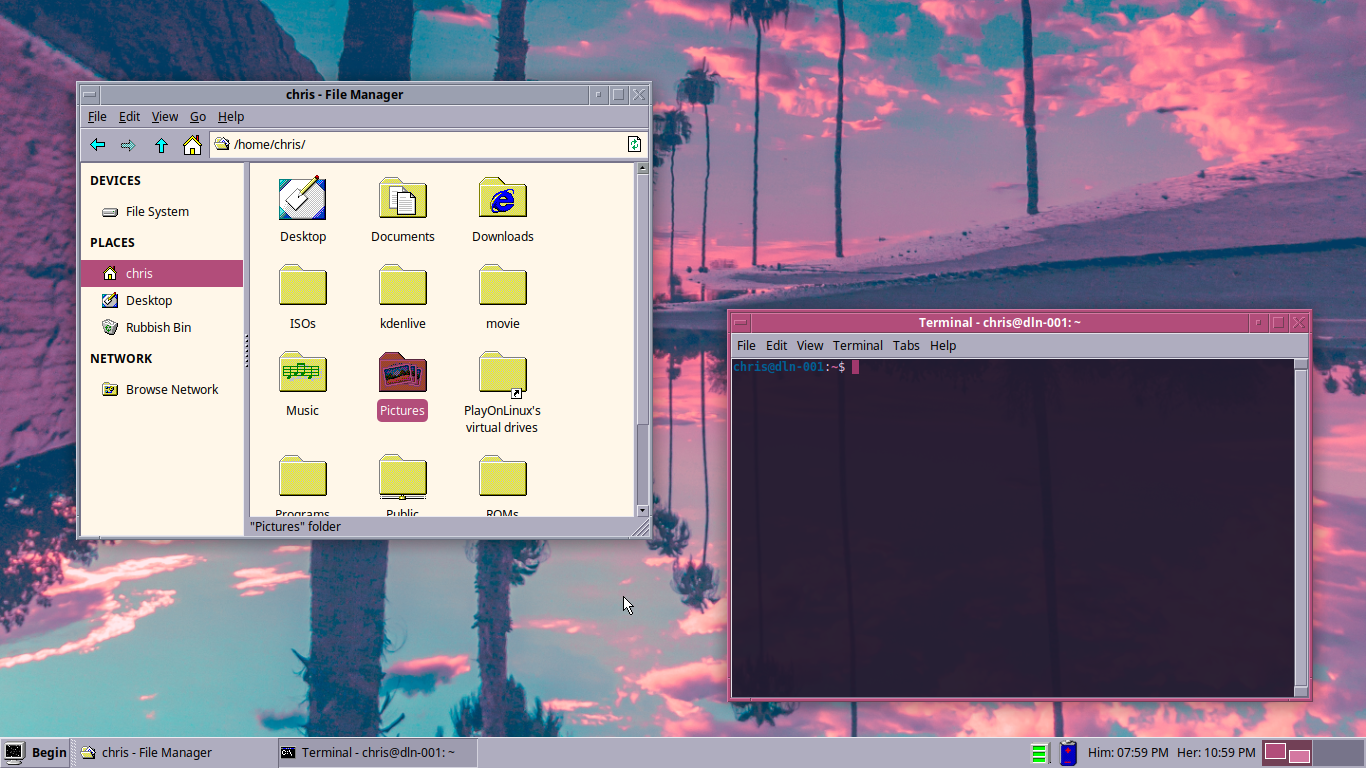 chris - File Manager
File Edit View Go Help
/home/chris/
DEVICES
File System
PLACES
chris
Desktop
Rubbish Bin
NETWORK
Browse Network
Desktop Documents Downloads
ISOs kdenlive movie
Music Pictures PlayOnLinux's
virtual drives
Programs Public ROMs
"Pictures" folder
Terminal - chris@dln-001: ~
File Edit View Terminal Tabs Help
chris@dln-001:~$
Begin chris - File Manager Terminal - chris@dln-001: ~ Him: 07:59 PM Her: 10:59 PM